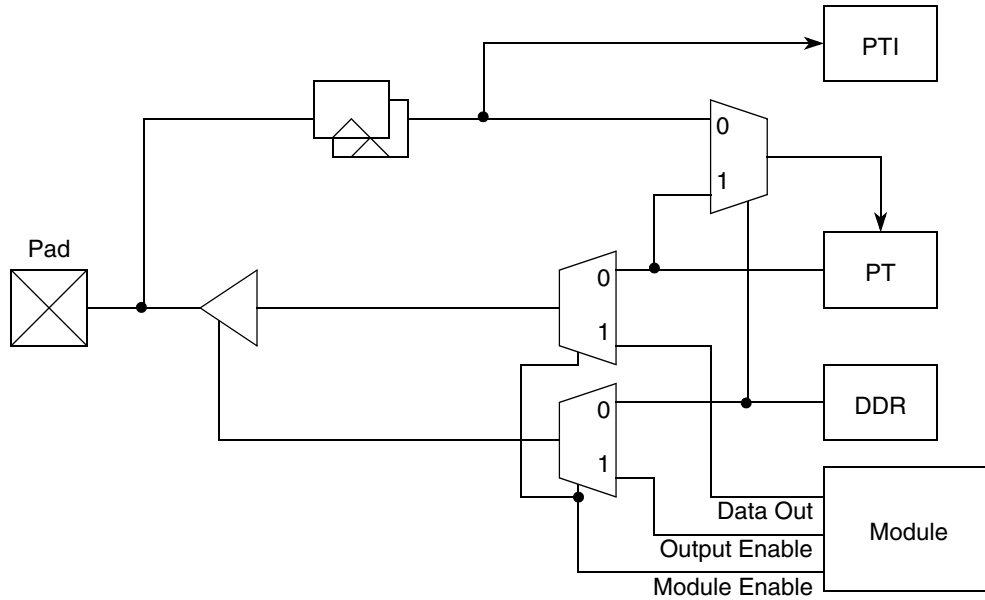 PTI
0
1
Pad
0
PT
1
0
DDR
1
Data Out
Module
Output Enable
Module Enable